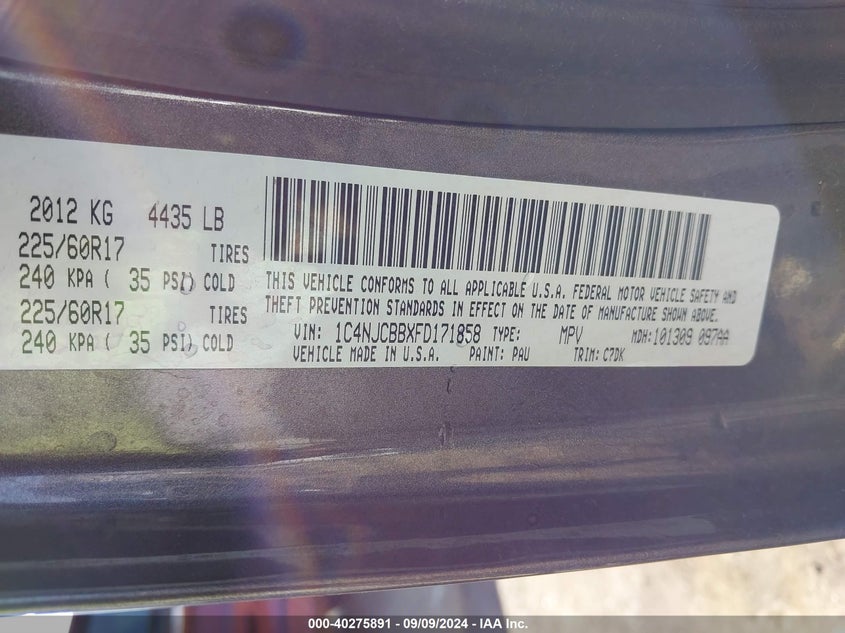 2012 KG 4435 LB
225/60R17 TIRES
240 KPA ( 35 PSI) COLD
225/60R17 TIRES
240 KPA ( 35 PSI) COLD
THIS VEHICLE CONFORMS TO ALL APPLICABLE U.S.A. FEDERAL MOTOR VEHICLE SAFETY AND
THEFT PREVENTION STANDARDS IN EFFECT ON THE DATE OF MANUFACTURE SHOWN ABOVE.
VIN: 1C4NJCBBXFD171858 TYPE: MPV MDH:101309 097AA
VEHICLE MADE IN U.S.A. PAINT: PAU TRIM: C7DK
000-40275891 - 09/09/2024 - IAA Inc.